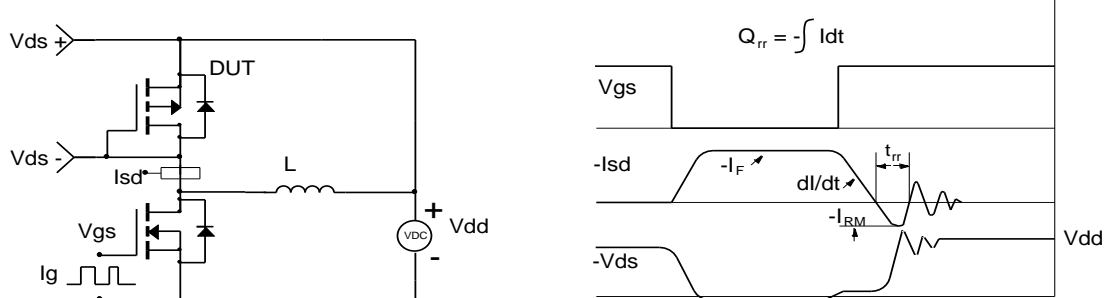 Vds +
DUT
Vds -
Isd
L
Vgs
+
VDC
Vdd
-
Ig
Qrr = -∫ Idt
Vgs
-Isd
-IF
trr
dI/dt
-IRM
Vdd
-Vds